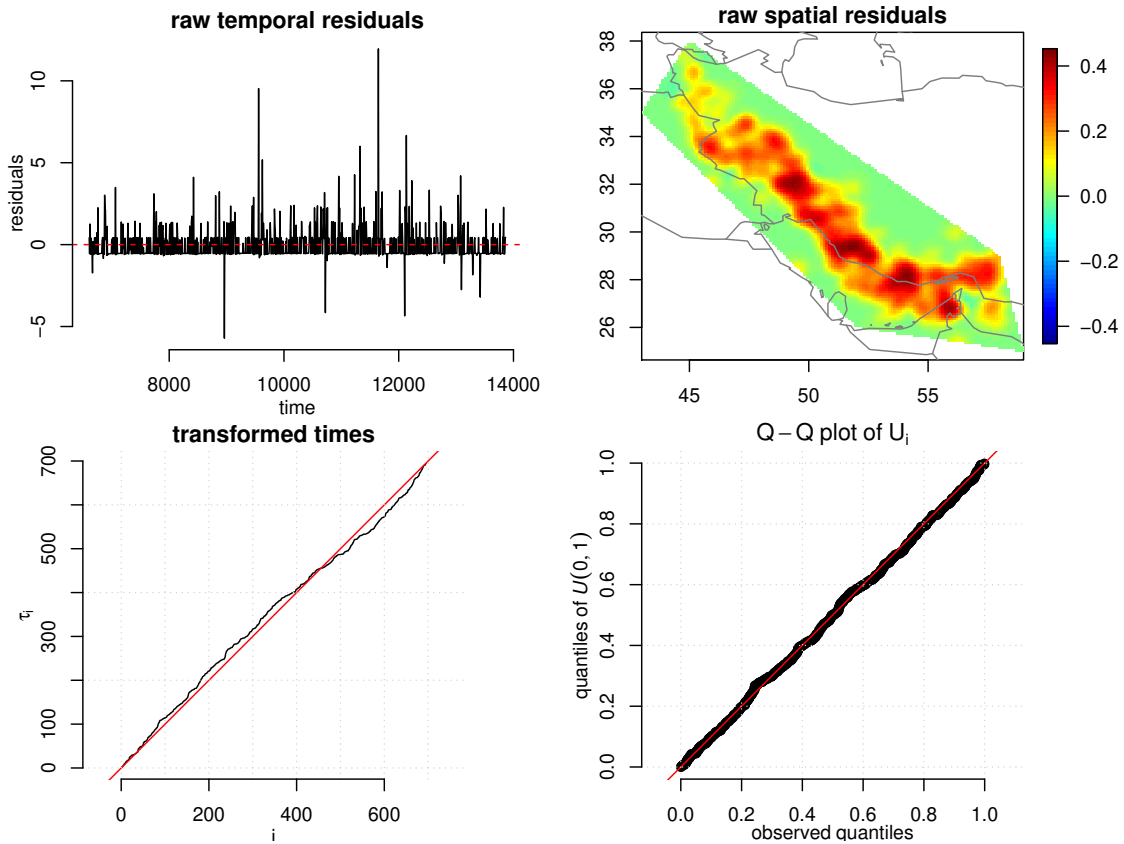 raw temporal residuals
residuals
10
5
0
−5
8000 10000 12000 14000
time
raw spatial residuals
38
36
34
32
30
28
26
45 50 55
0.4
0.2
0.0
−0.2
−0.4
transformed times
τi
700
500
300
100
0
0 200 400 600
i
Q−Q plot of Ui
quantiles of U(0, 1)
1.0
0.8
0.6
0.4
0.2
0.0
0.0 0.2 0.4 0.6 0.8 1.0
observed quantiles